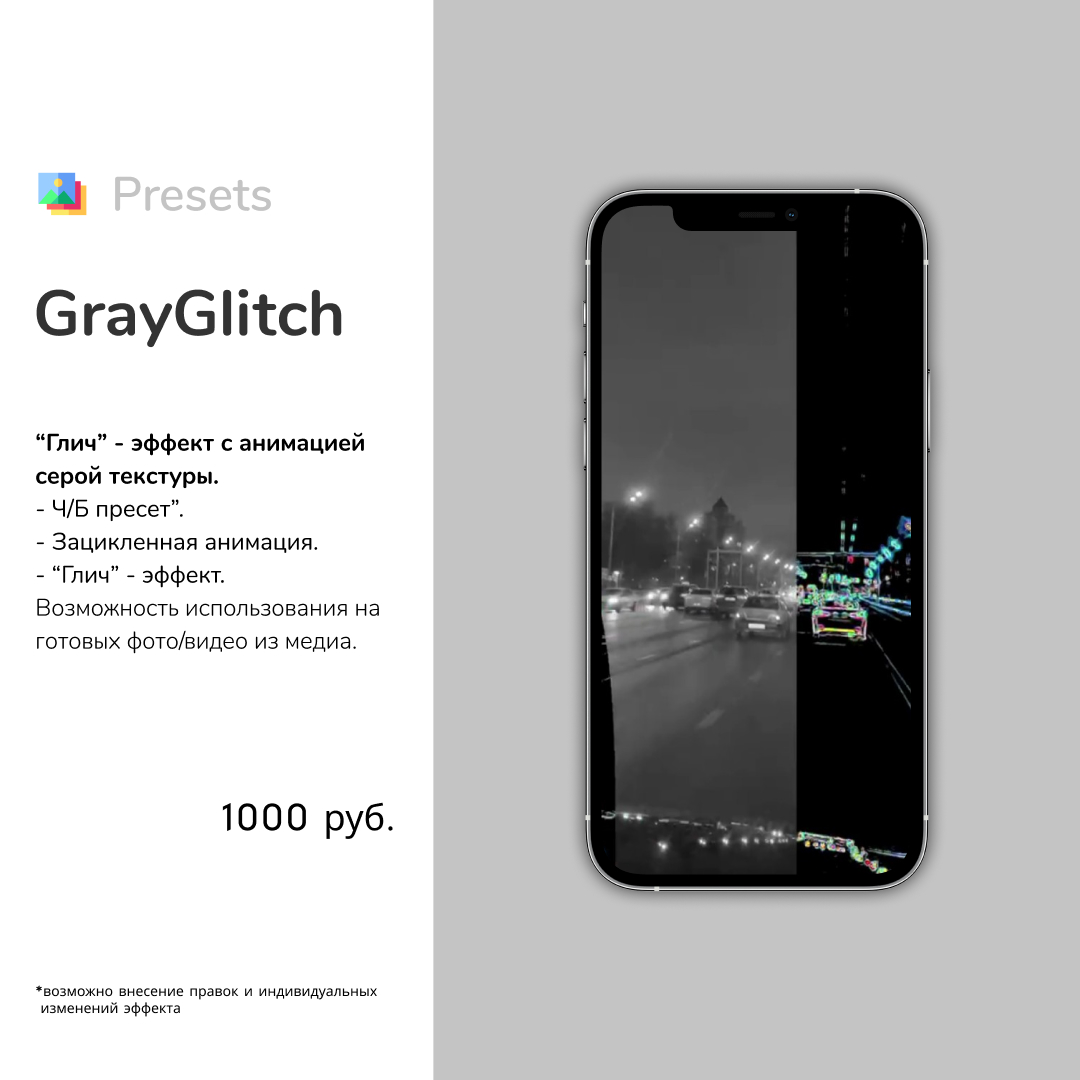 Presets
GrayGlitch
“Глич” - эффект с анимацией
серой текстуры.
- Ч/Б пресет”.
- Зацикленная анимация.
- “Глич” - эффект.
Возможность использования на
готовых фото/видео из медиа.
1000 руб.
*возможно внесение правок и индивидуальных
изменений эффекта